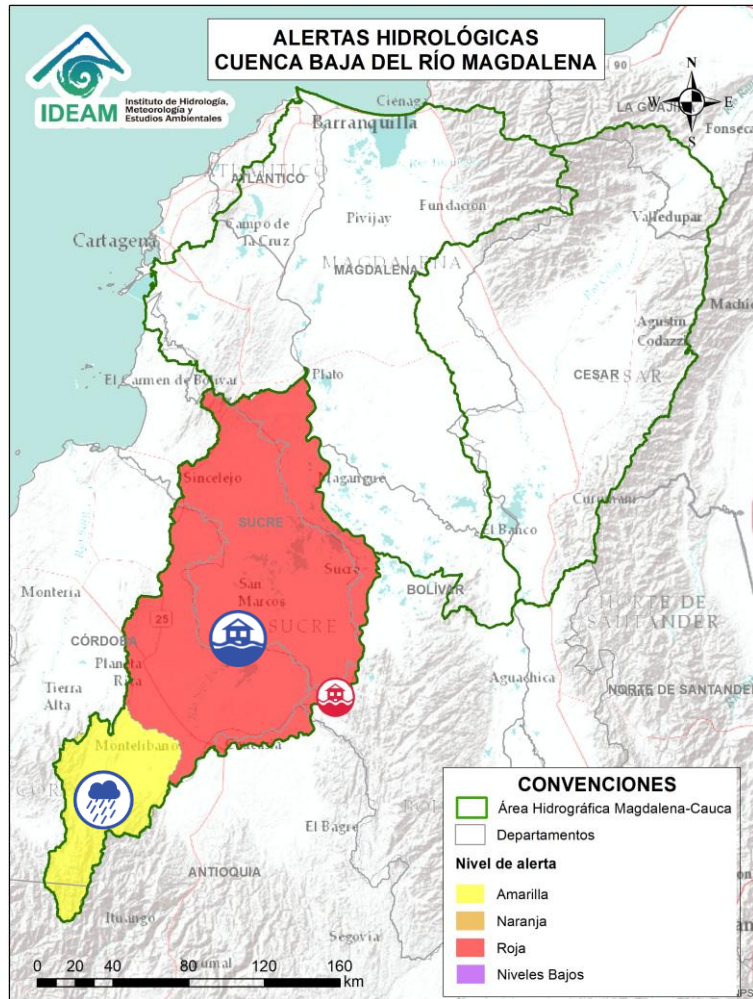 ALERTAS HIDROLÓGICAS
CUENCA BAJA DEL RÍO MAGDALENA
IDEAM
Instituto de Hidrología,
Meteorología y
Estudios Ambientales
N
W
E
S
90
Ciénaga
LA GUAJI
Barranquilla
Fonseca
ATLÁNTICO
Fundación
Valledupar
Pivijay
Campo de
la Cruz
Cartagena
MAGDALENA
MAGDALENA
Agustín
Codazzi
CESAR
CESAR
Plato
El Carmen de Bolívar
Sincelejo
Magangue
SUCRE
El Banco
Sucre
San
Marcos
BOLÍVAR
Montería
25
SUCRE
NORTE DE
SANTANDER
CÓRDOBA
Planeta
Rica
Aguachica
Tierra
Alta
NORTE DE SANTANDER
Montelibano
El Bagre
ANTIOQUIA
Ituango
Segovia
CONVENCIONES
Área Hidrográfica Magdalena-Cauca
Departamentos
Nivel de alerta
Amarilla
Naranja
Roja
Niveles Bajos
0 20 40 80 120 160
km